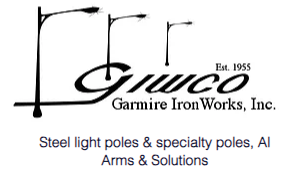 Giwco
Est. 1955
Garmire IronWorks, Inc.
Steel light poles & specialty poles, Al
Arms & Solutions